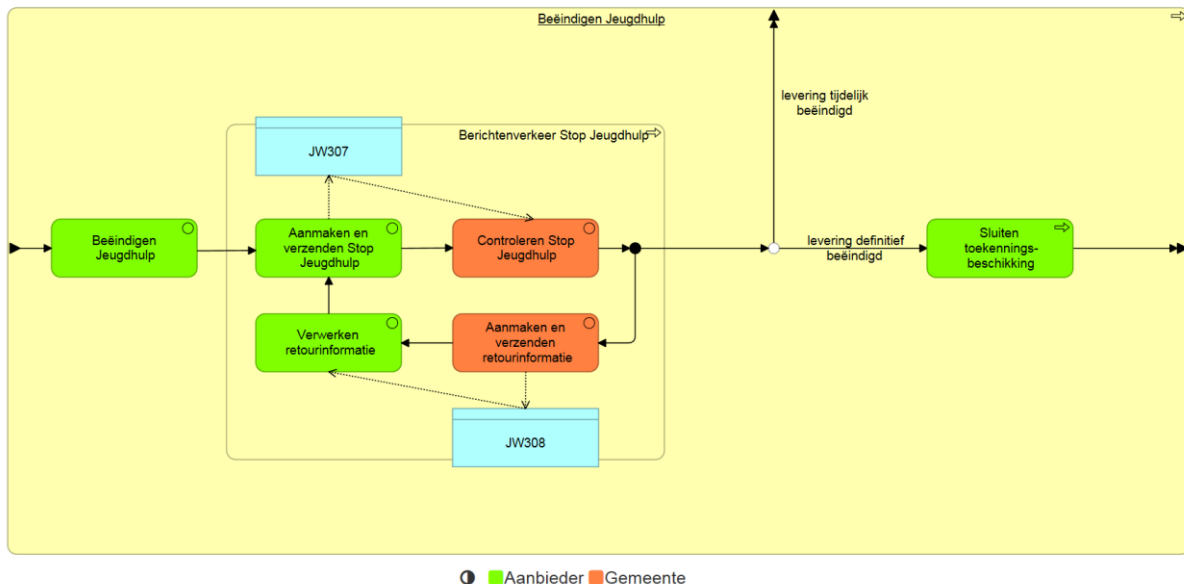 Beëindigen Jeugdhulp
levering tijdelijk
beëindigd
Berichtenverkeer Stop Jeugdhulp
JW307
Beëindigen
Jeugdhulp
Aanmaken en
verzenden Stop
Jeugdhulp
Controleren Stop
Jeugdhulp
levering definitief
beëindigd
Sluiten
toekennings-
beschikking
Verwerken
retourinformatie
Aanmaken en
verzenden
retourinformatie
JW308
Aanbieder
Gemeente